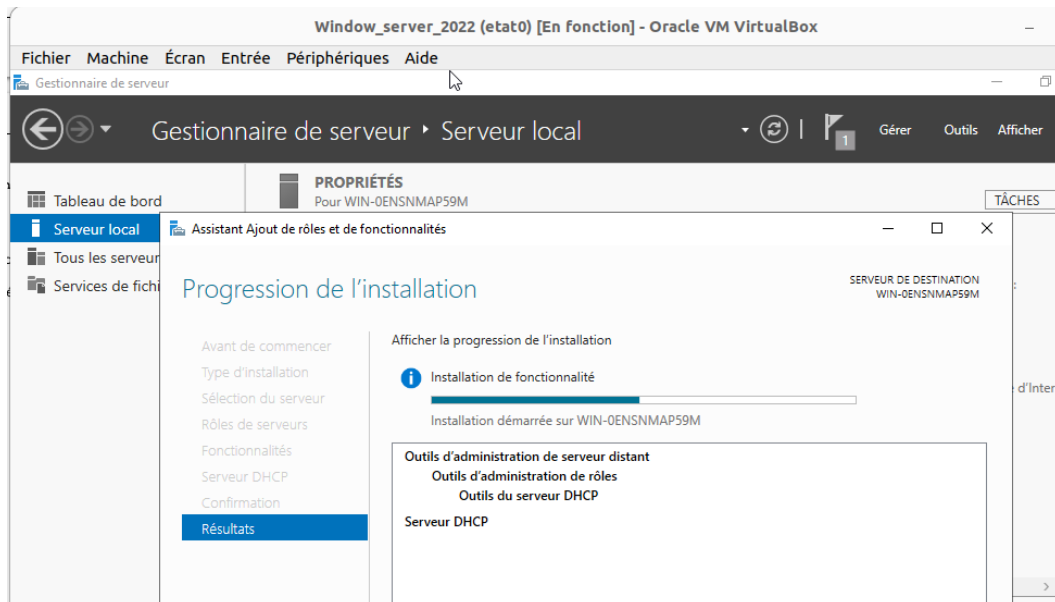 Window_server_2022 (etat0) [En fonction] - Oracle VM VirtualBox
Fichier Machine Écran Entrée Périphériques Aide
Gestionnaire de serveur
Gestionnaire de serveur Serveur local
1 Gérer Outils Afficher
Tableau de bord
Serveur local
Tous les serveur
Services de fichi
PROPRIÉTÉS
Pour WIN-0ENSNMAP59M
TÂCHES
Assistant Ajout de rôles et de fonctionnalités
Progression de l'installation
SERVEUR DE DESTINATION
WIN-0ENSNMAP59M
Avant de commencer
Type d'installation
Sélection du serveur
Rôles de serveurs
Fonctionnalités
Serveur DHCP
Confirmation
Résultats
Afficher la progression de l'installation
Installation de fonctionnalité
Installation démarrée sur WIN-0ENSNMAP59M
Outils d'administration de serveur distant
Outils d'administration de rôles
Outils du serveur DHCP
Serveur DHCP
d'Inter